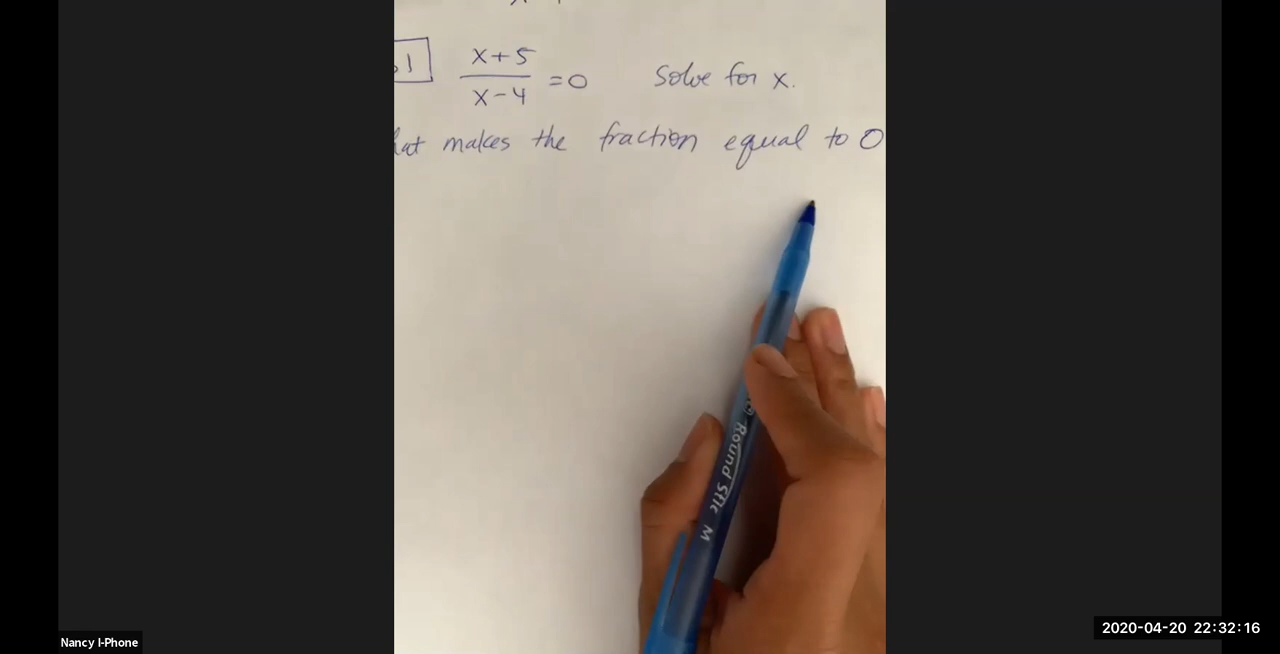 x+5
x-4 =0 Solve for x.
makes the fraction equal to 0
Round Stic M
Nancy I-Phone
2020-04-20 22:32:16